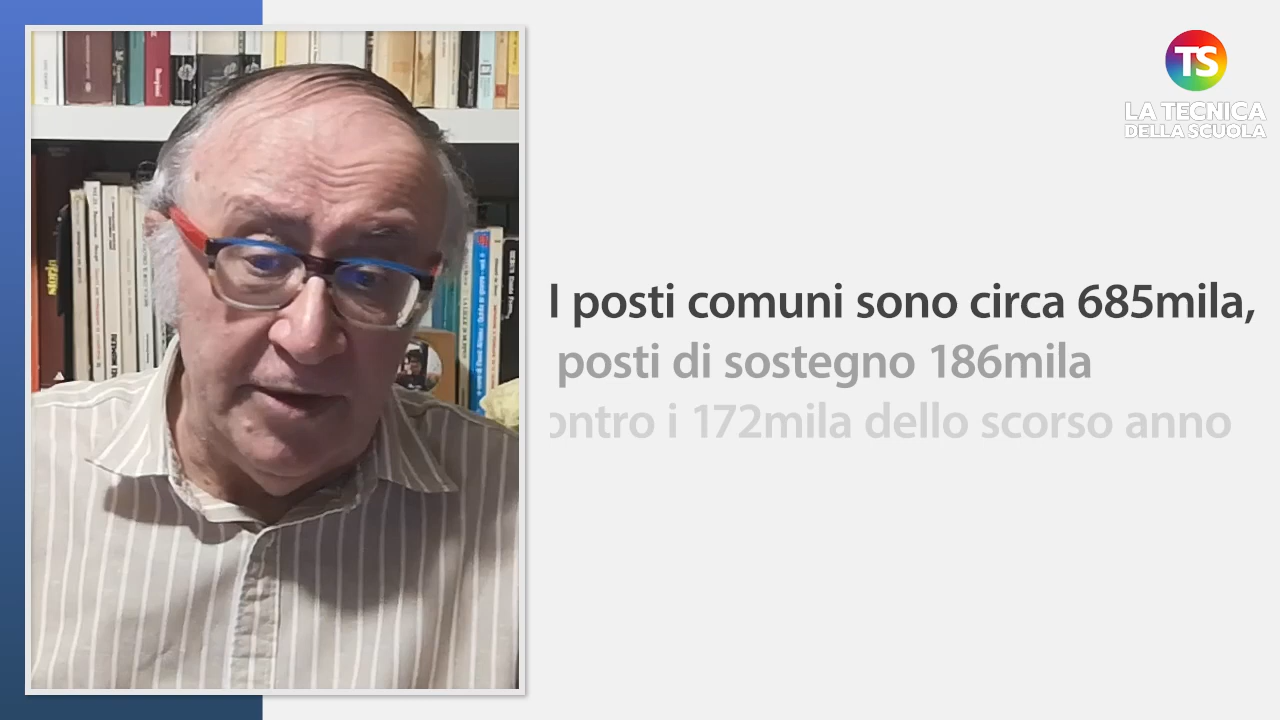 TS
LA TECNICA
DELLA SCUOLA
I posti comuni sono circa 685mila,
posti di sostegno 186mila
ontro i 172mila dello scorso anno